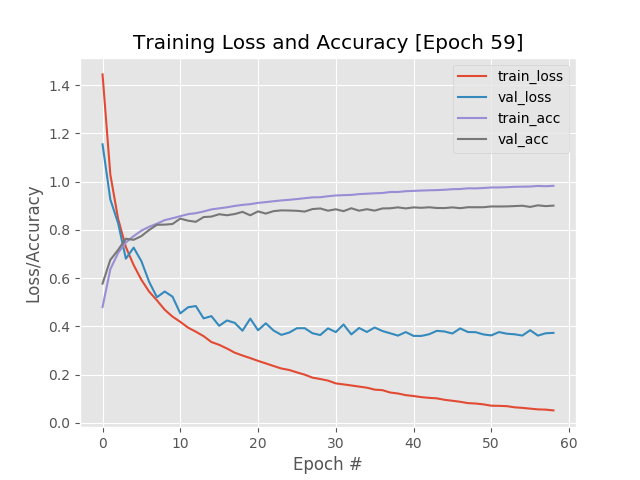 Training Loss and Accuracy [Epoch 59]
train_loss
val_loss
train_acc
val_acc
1.4
1.2
1.0
0.8
0.6
0.4
0.2
0.0
Loss/Accuracy
0 10 20 30 40 50 60
Epoch #